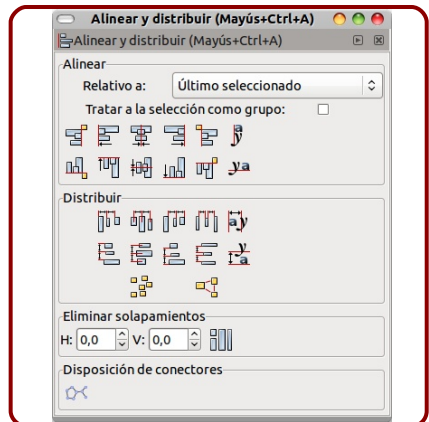 Alinear y distribuir (Mayús+Ctrl+A)
Alinear y distribuir (Mayús+Ctrl+A)
Alinear
Relativo a: Último seleccionado
Tratar a la selección como grupo:
Distribuir
Eliminar solapamientos
H: 0,0 V: 0,0
Disposición de conectores